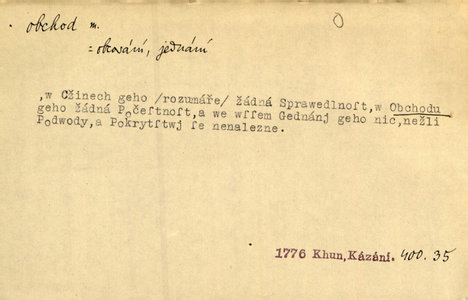 obchod m.
= obcování, jednání
,w Cžinech geho /rozumáře/ žádná Sprawedlnoſt,w Obchodu
geho žádná Počeſtnoſt,a we wſſem Gednánj geho nic,nežli
Podwody,a Pokrytſtwj ſe nenalezne.
1776 Khun,Kázání. 400.35